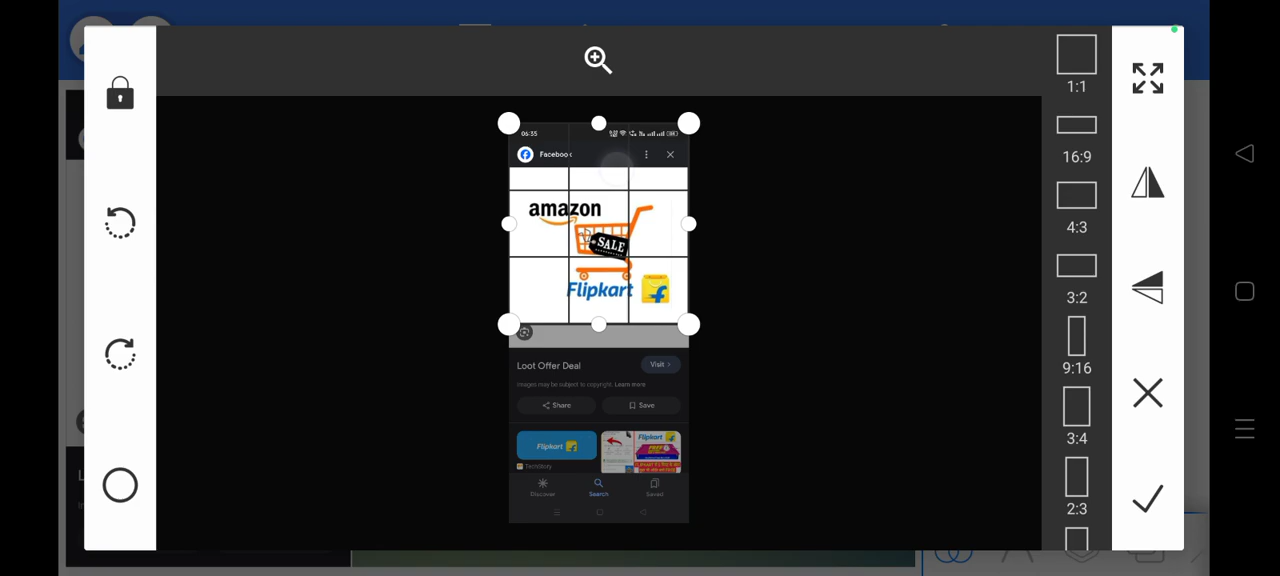 1:1
16:9
4:3
3:2
9:16
3:4
2:3
06:35
Faceboo
amazon
SALE
Flipkart
Loot Offer Deal
Visit
Images may be subject to copyright. Learn more
Share
Save
Flipkart
Flipkart
FREE
TechStory
Discover
Search
Saved